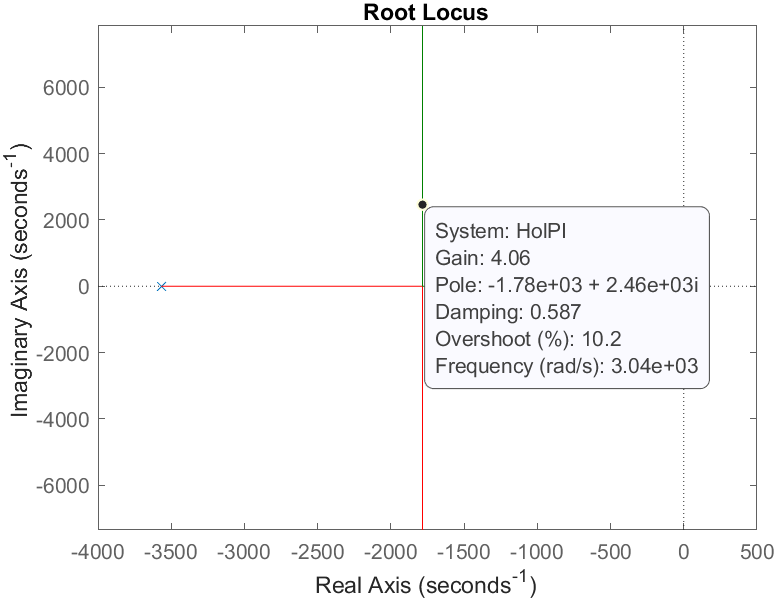 Root Locus
Imaginary Axis (seconds⁻¹)
6000
4000
2000
0
-2000
-4000
-6000
System: HolPI
Gain: 4.06
Pole: -1.78e+03 + 2.46e+03i
Damping: 0.587
Overshoot (%): 10.2
Frequency (rad/s): 3.04e+03
-4000 -3500 -3000 -2500 -2000 -1500 -1000 -500 0 500
Real Axis (seconds⁻¹)